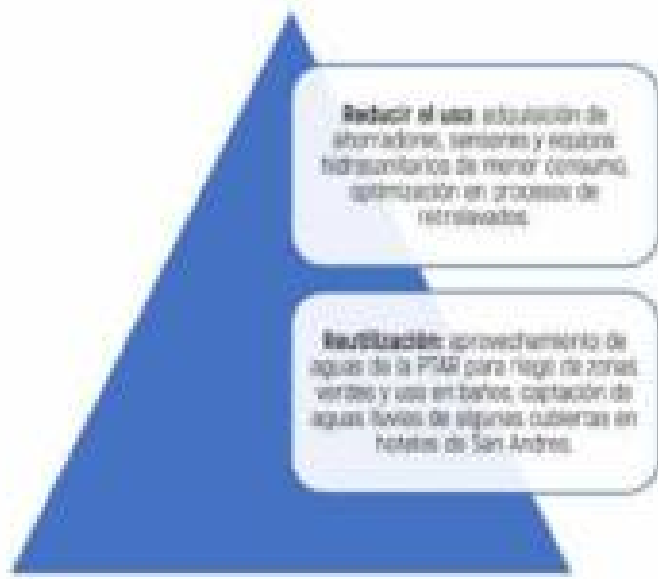 Reducir el uso: adquisición de
ahorradores, sensores y equipos
hidrosanitarios de menor consumo,
optimización en procesos de
retrolavados.
Reutilización: aprovechamiento de
aguas de la PTAR para riego de zonas
verdes y uso en baños, captación de
aguas lluvias de algunas cubiertas en
hoteles de San Andres.